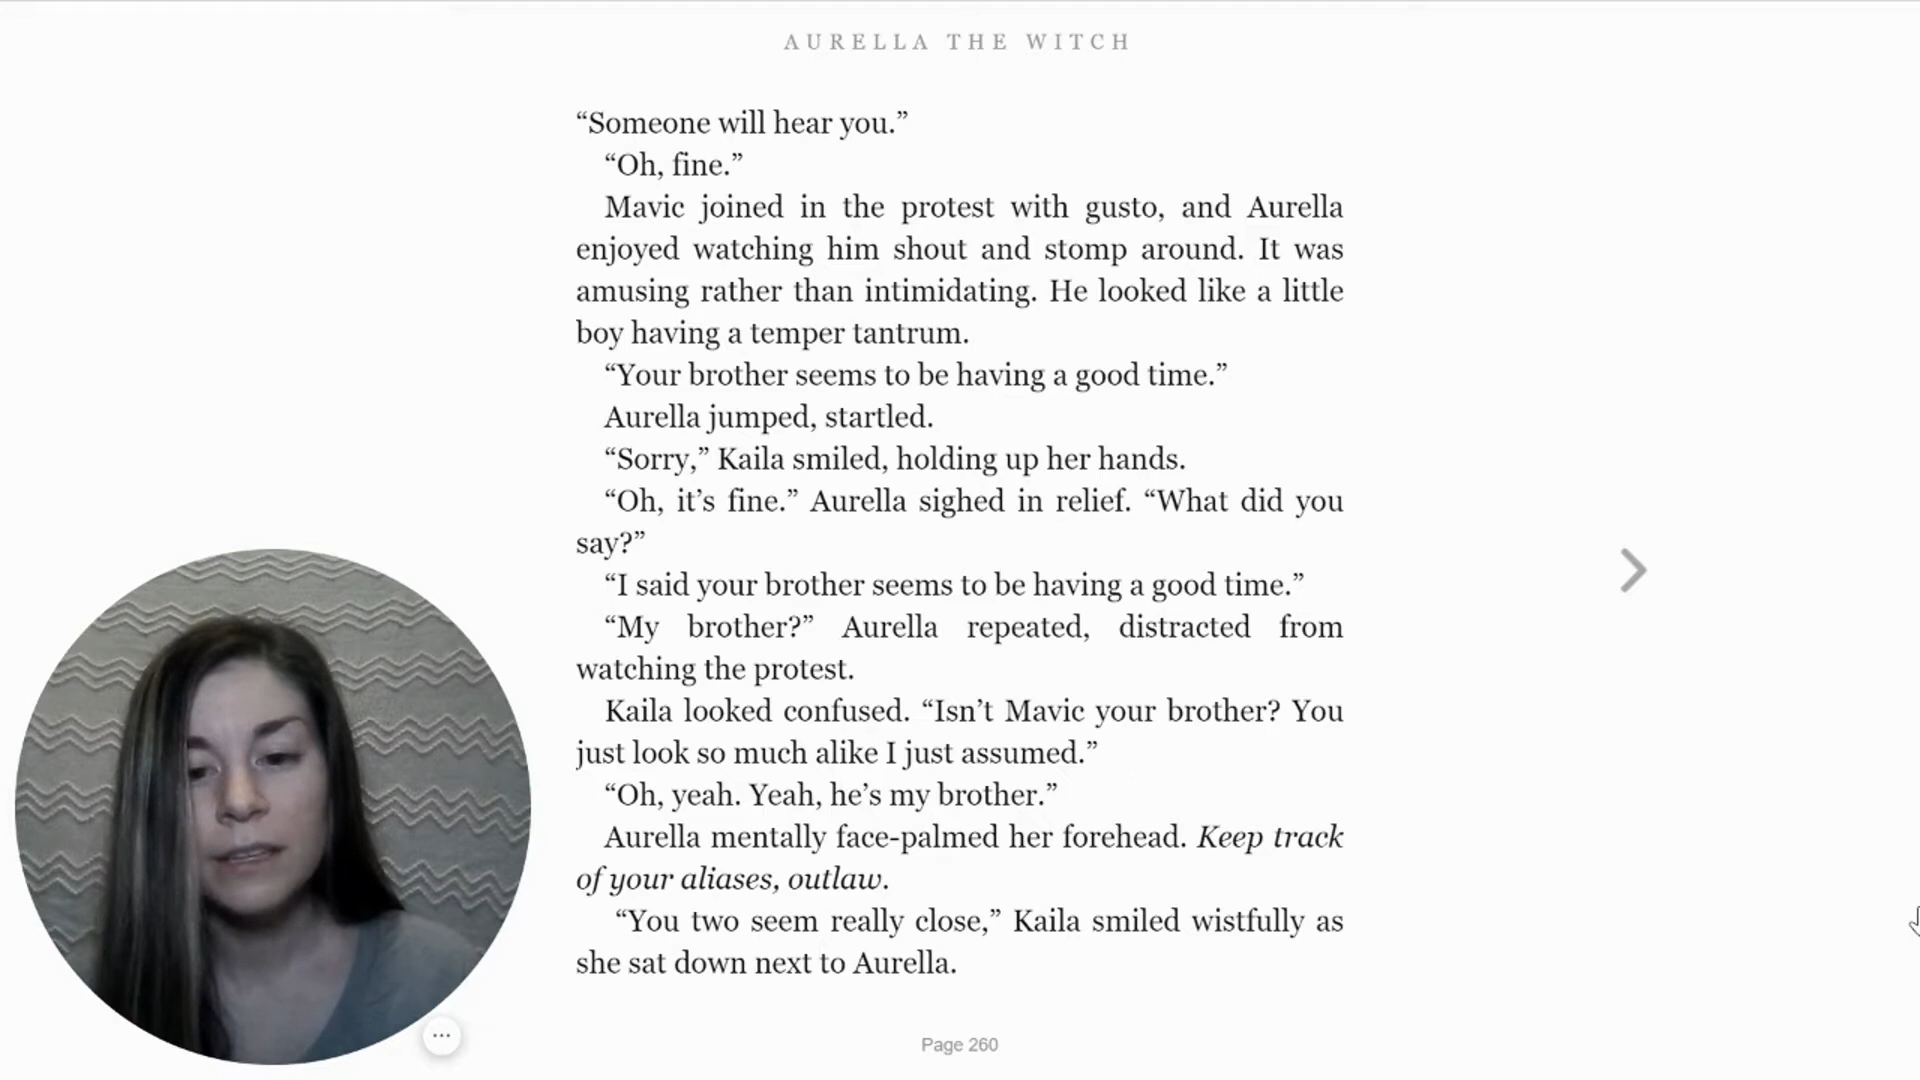 AURELLA THE WITCH
“Someone will hear you.”
“Oh, fine.”
Mavic joined in the protest with gusto, and Aurella
enjoyed watching him shout and stomp around. It was
amusing rather than intimidating. He looked like a little
boy having a temper tantrum.
“Your brother seems to be having a good time.”
Aurella jumped, startled.
“Sorry,” Kaila smiled, holding up her hands.
“Oh, it’s fine.” Aurella sighed in relief. “What did you
say?”
“I said your brother seems to be having a good time.”
“My brother?” Aurella repeated, distracted from
watching the protest.
Kaila looked confused. “Isn’t Mavic your brother? You
just look so much alike I just assumed.”
“Oh, yeah. Yeah, he’s my brother.”
Aurella mentally face-palmed her forehead. Keep track
of your aliases, outlaw.
“You two seem really close,” Kaila smiled wistfully as
she sat down next to Aurella.
Page 260